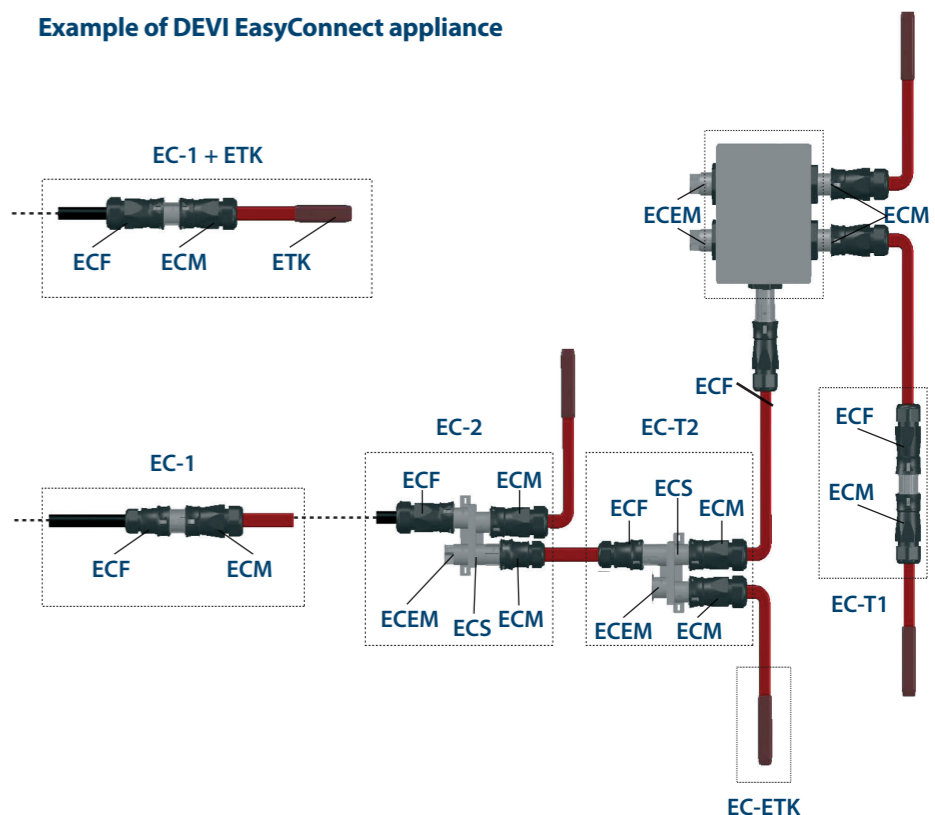 Example of DEVI EasyConnect appliance
EC-1 + ETK
ECF ECM ETK
ECEM ECM
ECF
EC-2
EC-T2
ECF
EC-1
ECF ECM
ECS
ECF ECM
ECM
ECF ECM
ECEM ECS ECM
ECEM ECM
EC-T1
EC-ETK